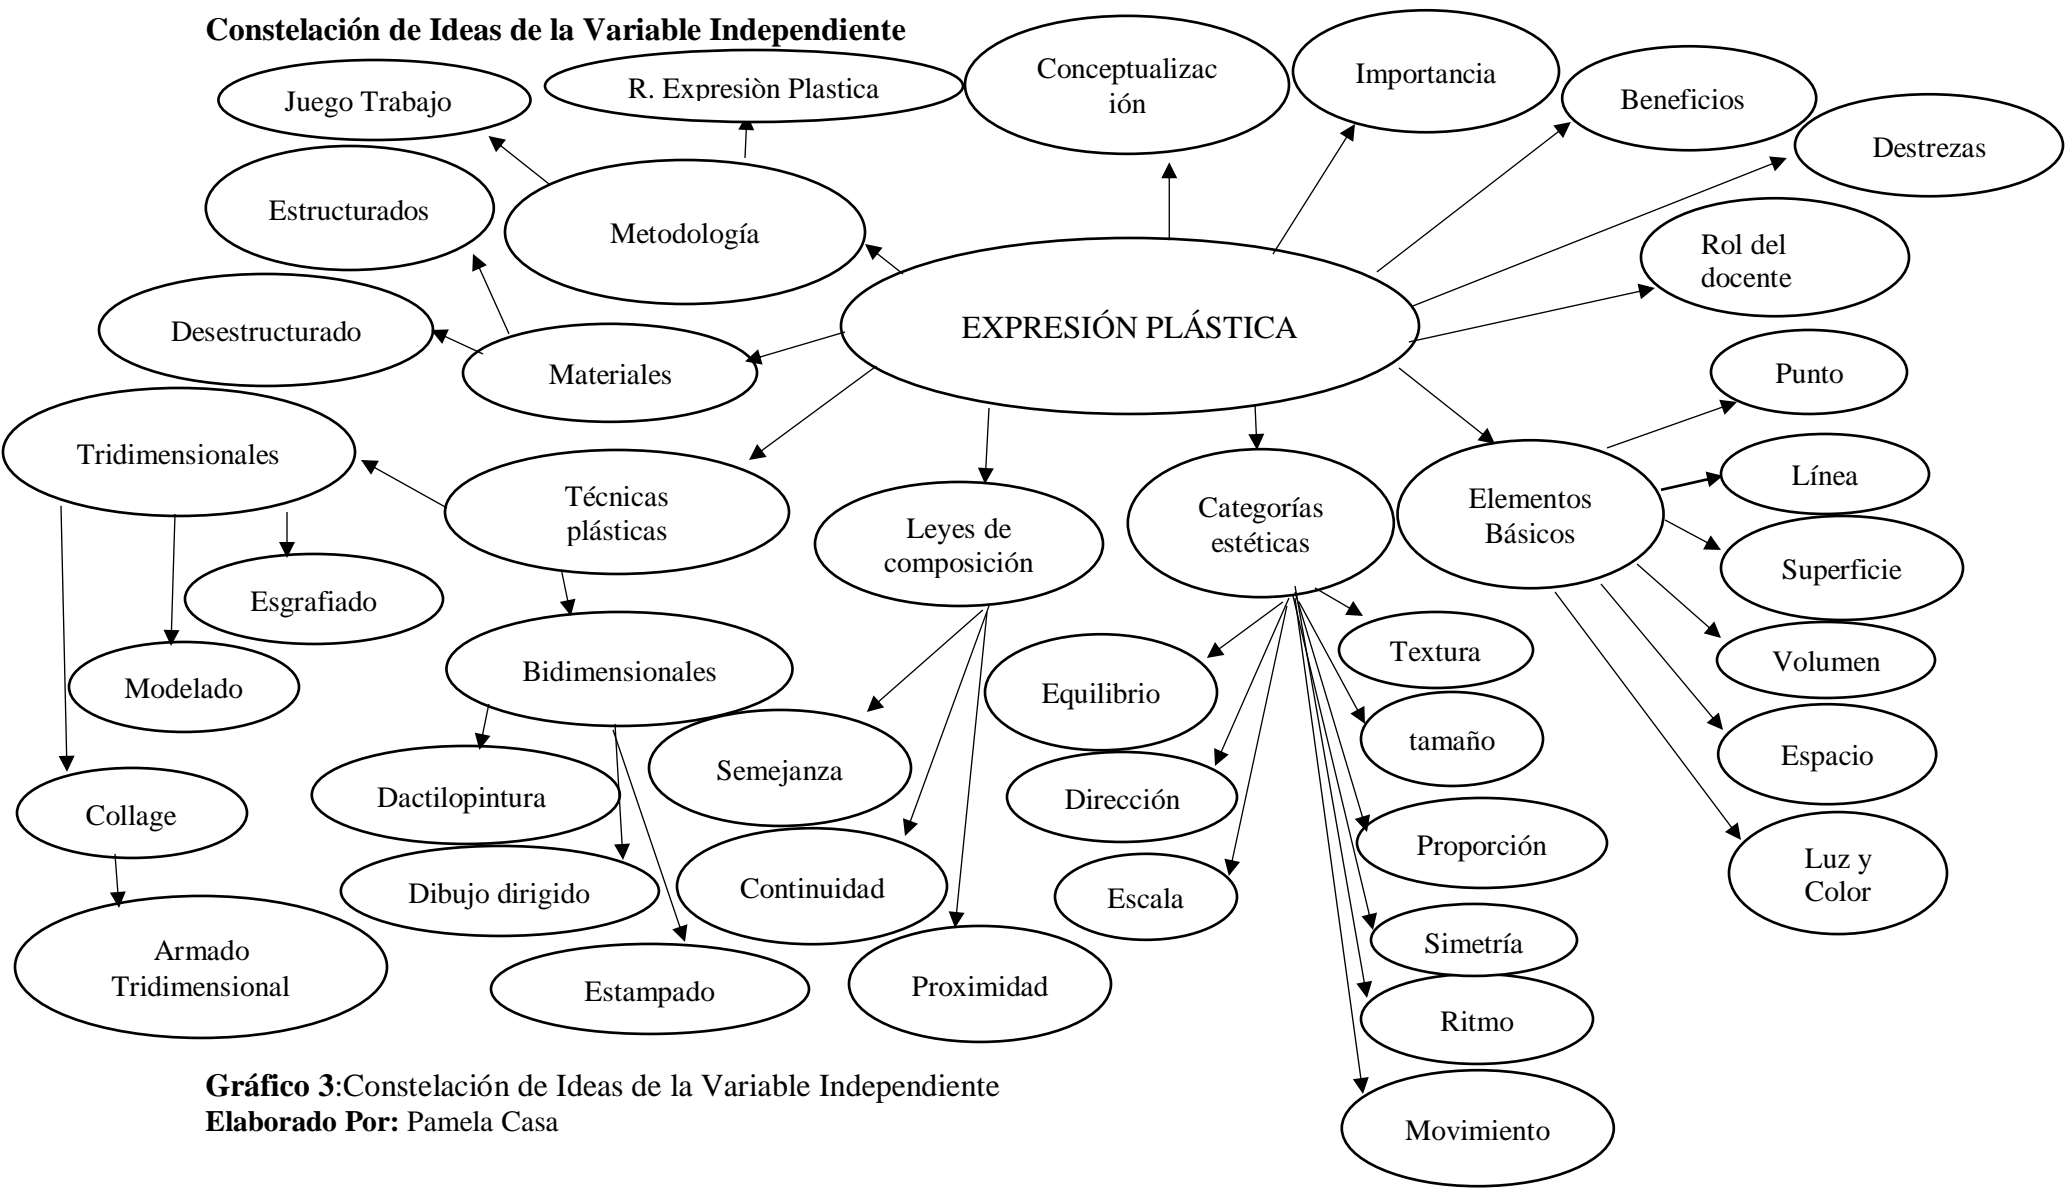 Constelación de Ideas de la Variable Independiente
Juego Trabajo
R. Expresiòn Plastica
Conceptualizac
ión
Importancia
Beneficios
Destrezas
Estructurados
Metodología
Rol del
docente
Desestructurado
Materiales
EXPRESIÓN PLÁSTICA
Punto
Tridimensionales
Técnicas
plásticas
Leyes de
composición
Categorías
estéticas
Elementos
Básicos
Línea
Superficie
Esgrafiado
Modelado
Bidimensionales
Equilibrio
Textura
Volumen
Collage
Dactilopintura
Semejanza
Dirección
tamaño
Espacio
Dibujo dirigido
Continuidad
Escala
Proporción
Luz y
Color
Armado
Tridimensional
Estampado
Proximidad
Simetría
Ritmo
Movimiento
Gráfico 3:Constelación de Ideas de la Variable Independiente
Elaborado Por: Pamela Casa